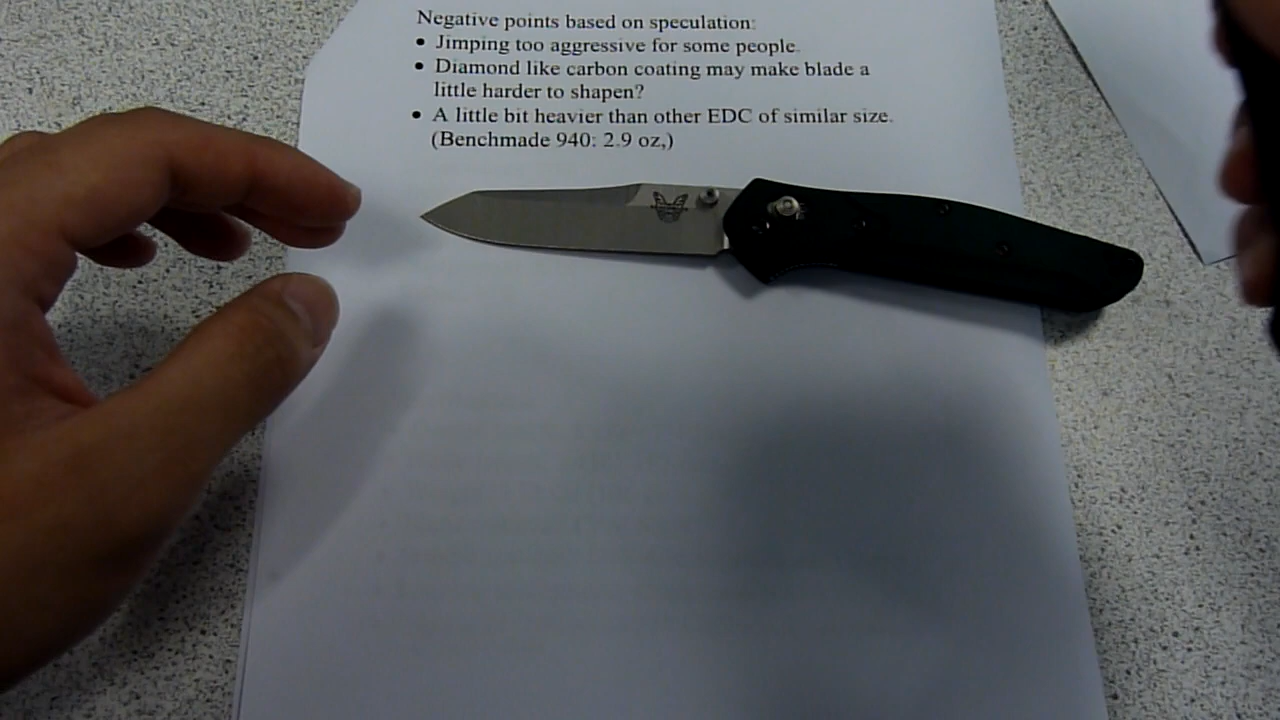 Negative points based on speculation:
• Jimping too aggressive for some people.
• Diamond like carbon coating may make blade a
little harder to shapen?
• A little bit heavier than other EDC of similar size.
(Benchmade 940: 2.9 oz,)